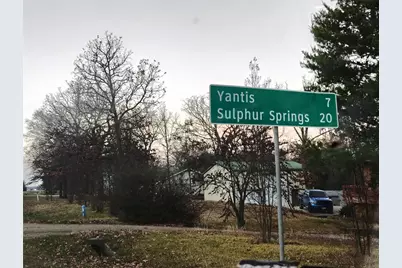 Yantis 7
Sulphur Springs 20